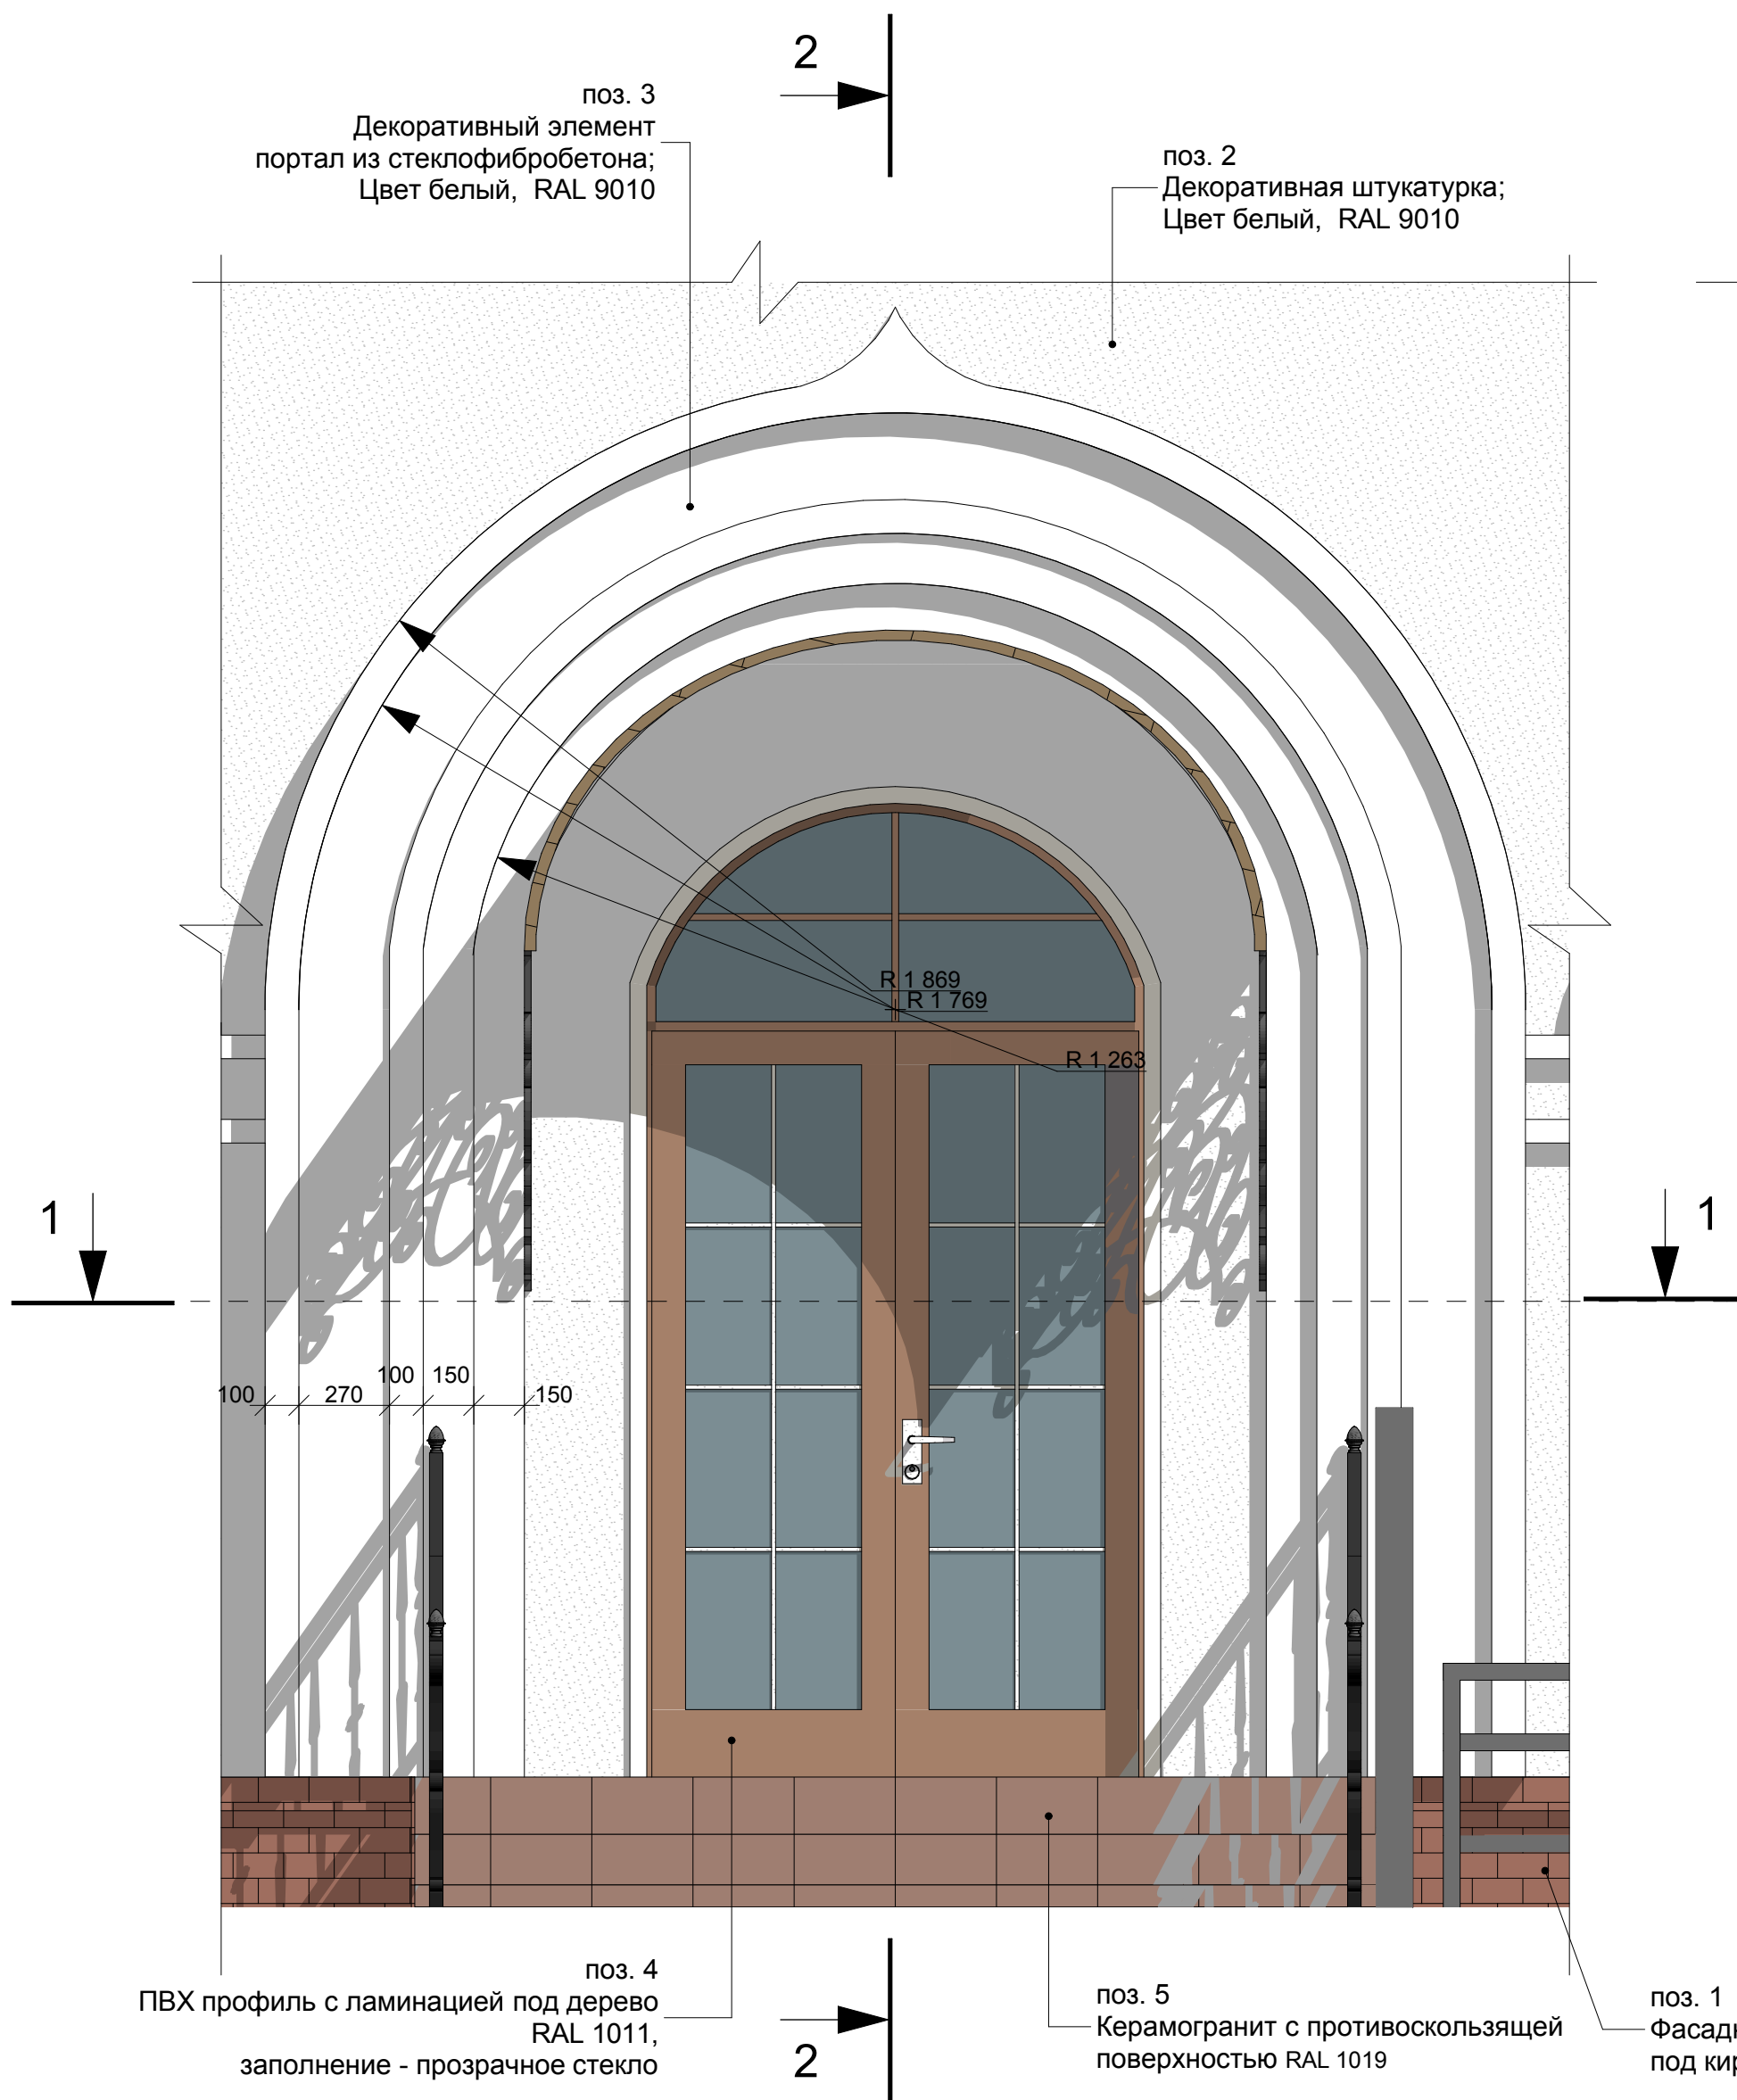 2
поз. 3
Декоративный элемент
портал из стеклофибробетона;
Цвет белый, RAL 9010
поз. 2
Декоративная штукатурка;
Цвет белый, RAL 9010
R 1 869
R 1 769
R 1 263
1
1
100
270
100
150
150
поз. 4
ПВХ профиль с ламинацией под дерево
RAL 1011,
заполнение - прозрачное стекло
2
поз. 5
Керамогранит с противоскользящей
поверхностью RAL 1019
поз. 1
под